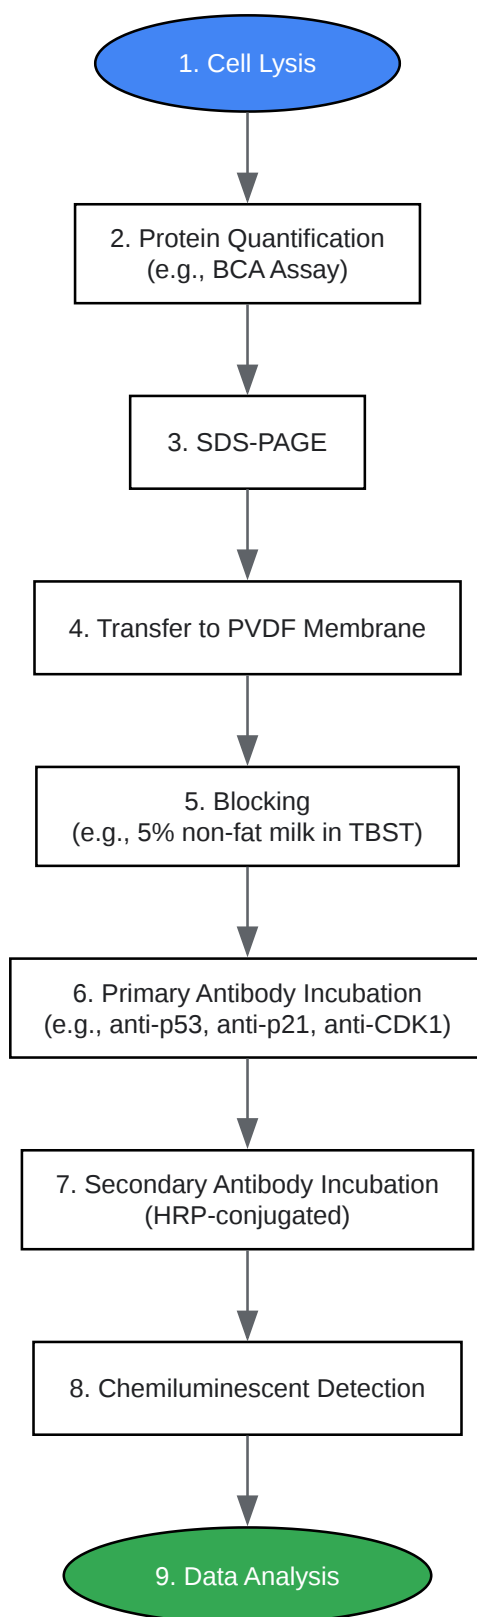 1. Cell Lysis
2. Protein Quantification
(e.g., BCA Assay)
3. SDS-PAGE
4. Transfer to PVDF Membrane
5. Blocking
(e.g., 5% non-fat milk in TBST)
6. Primary Antibody Incubation
(e.g., anti-p53, anti-p21, anti-CDK1)
7. Secondary Antibody Incubation
(HRP-conjugated)
8. Chemiluminescent Detection
9. Data Analysis